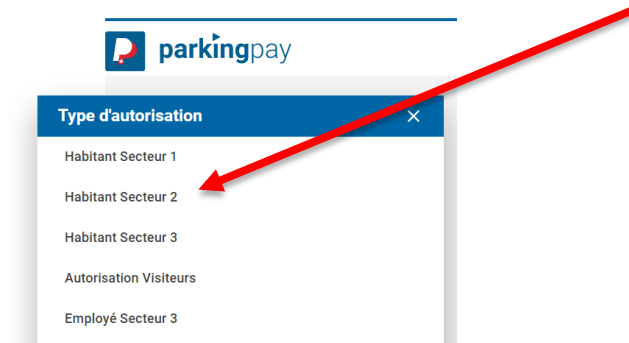 parkingpay
Type d'autorisation
Habitant Secteur 1
Habitant Secteur 2
Habitant Secteur 3
Autorisation Visiteurs
Employé Secteur 3